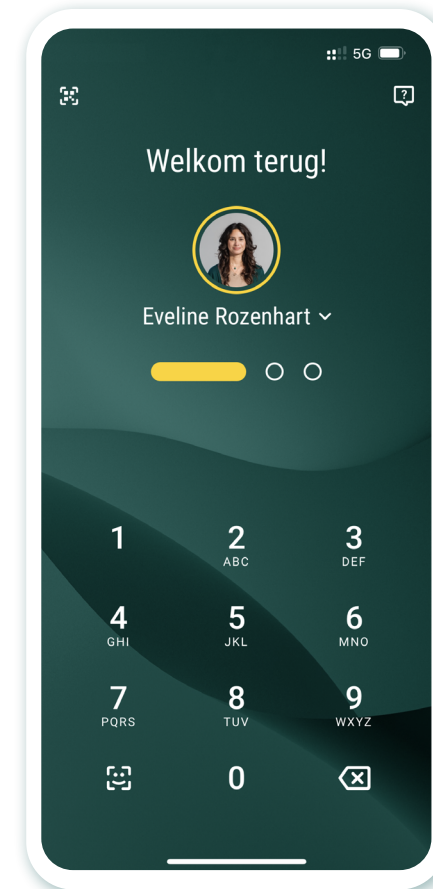 5G
?
Welkom terug!
Eveline Rozenhart
1 2 3
ABC DEF
4 5 6
GHI JKL MNO
7 8 9
PQRS TUV WXYZ
0